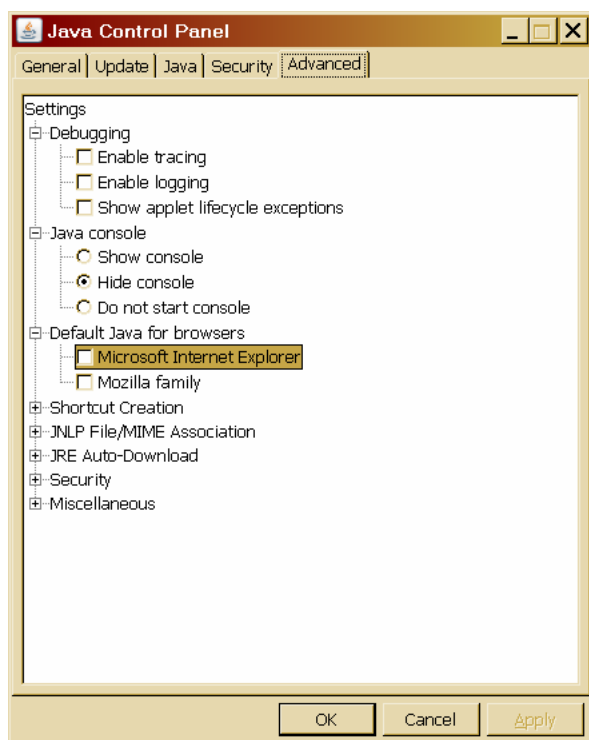 Java Control Panel
General Update Java Security Advanced
Settings
Debugging
Enable tracing
Enable logging
Show applet lifecycle exceptions
Java console
Show console
Hide console
Do not start console
Default Java for browsers
Microsoft Internet Explorer
Mozilla family
Shortcut Creation
JNLP File/MIME Association
JRE Auto-Download
Security
Miscellaneous
OK Cancel Apply